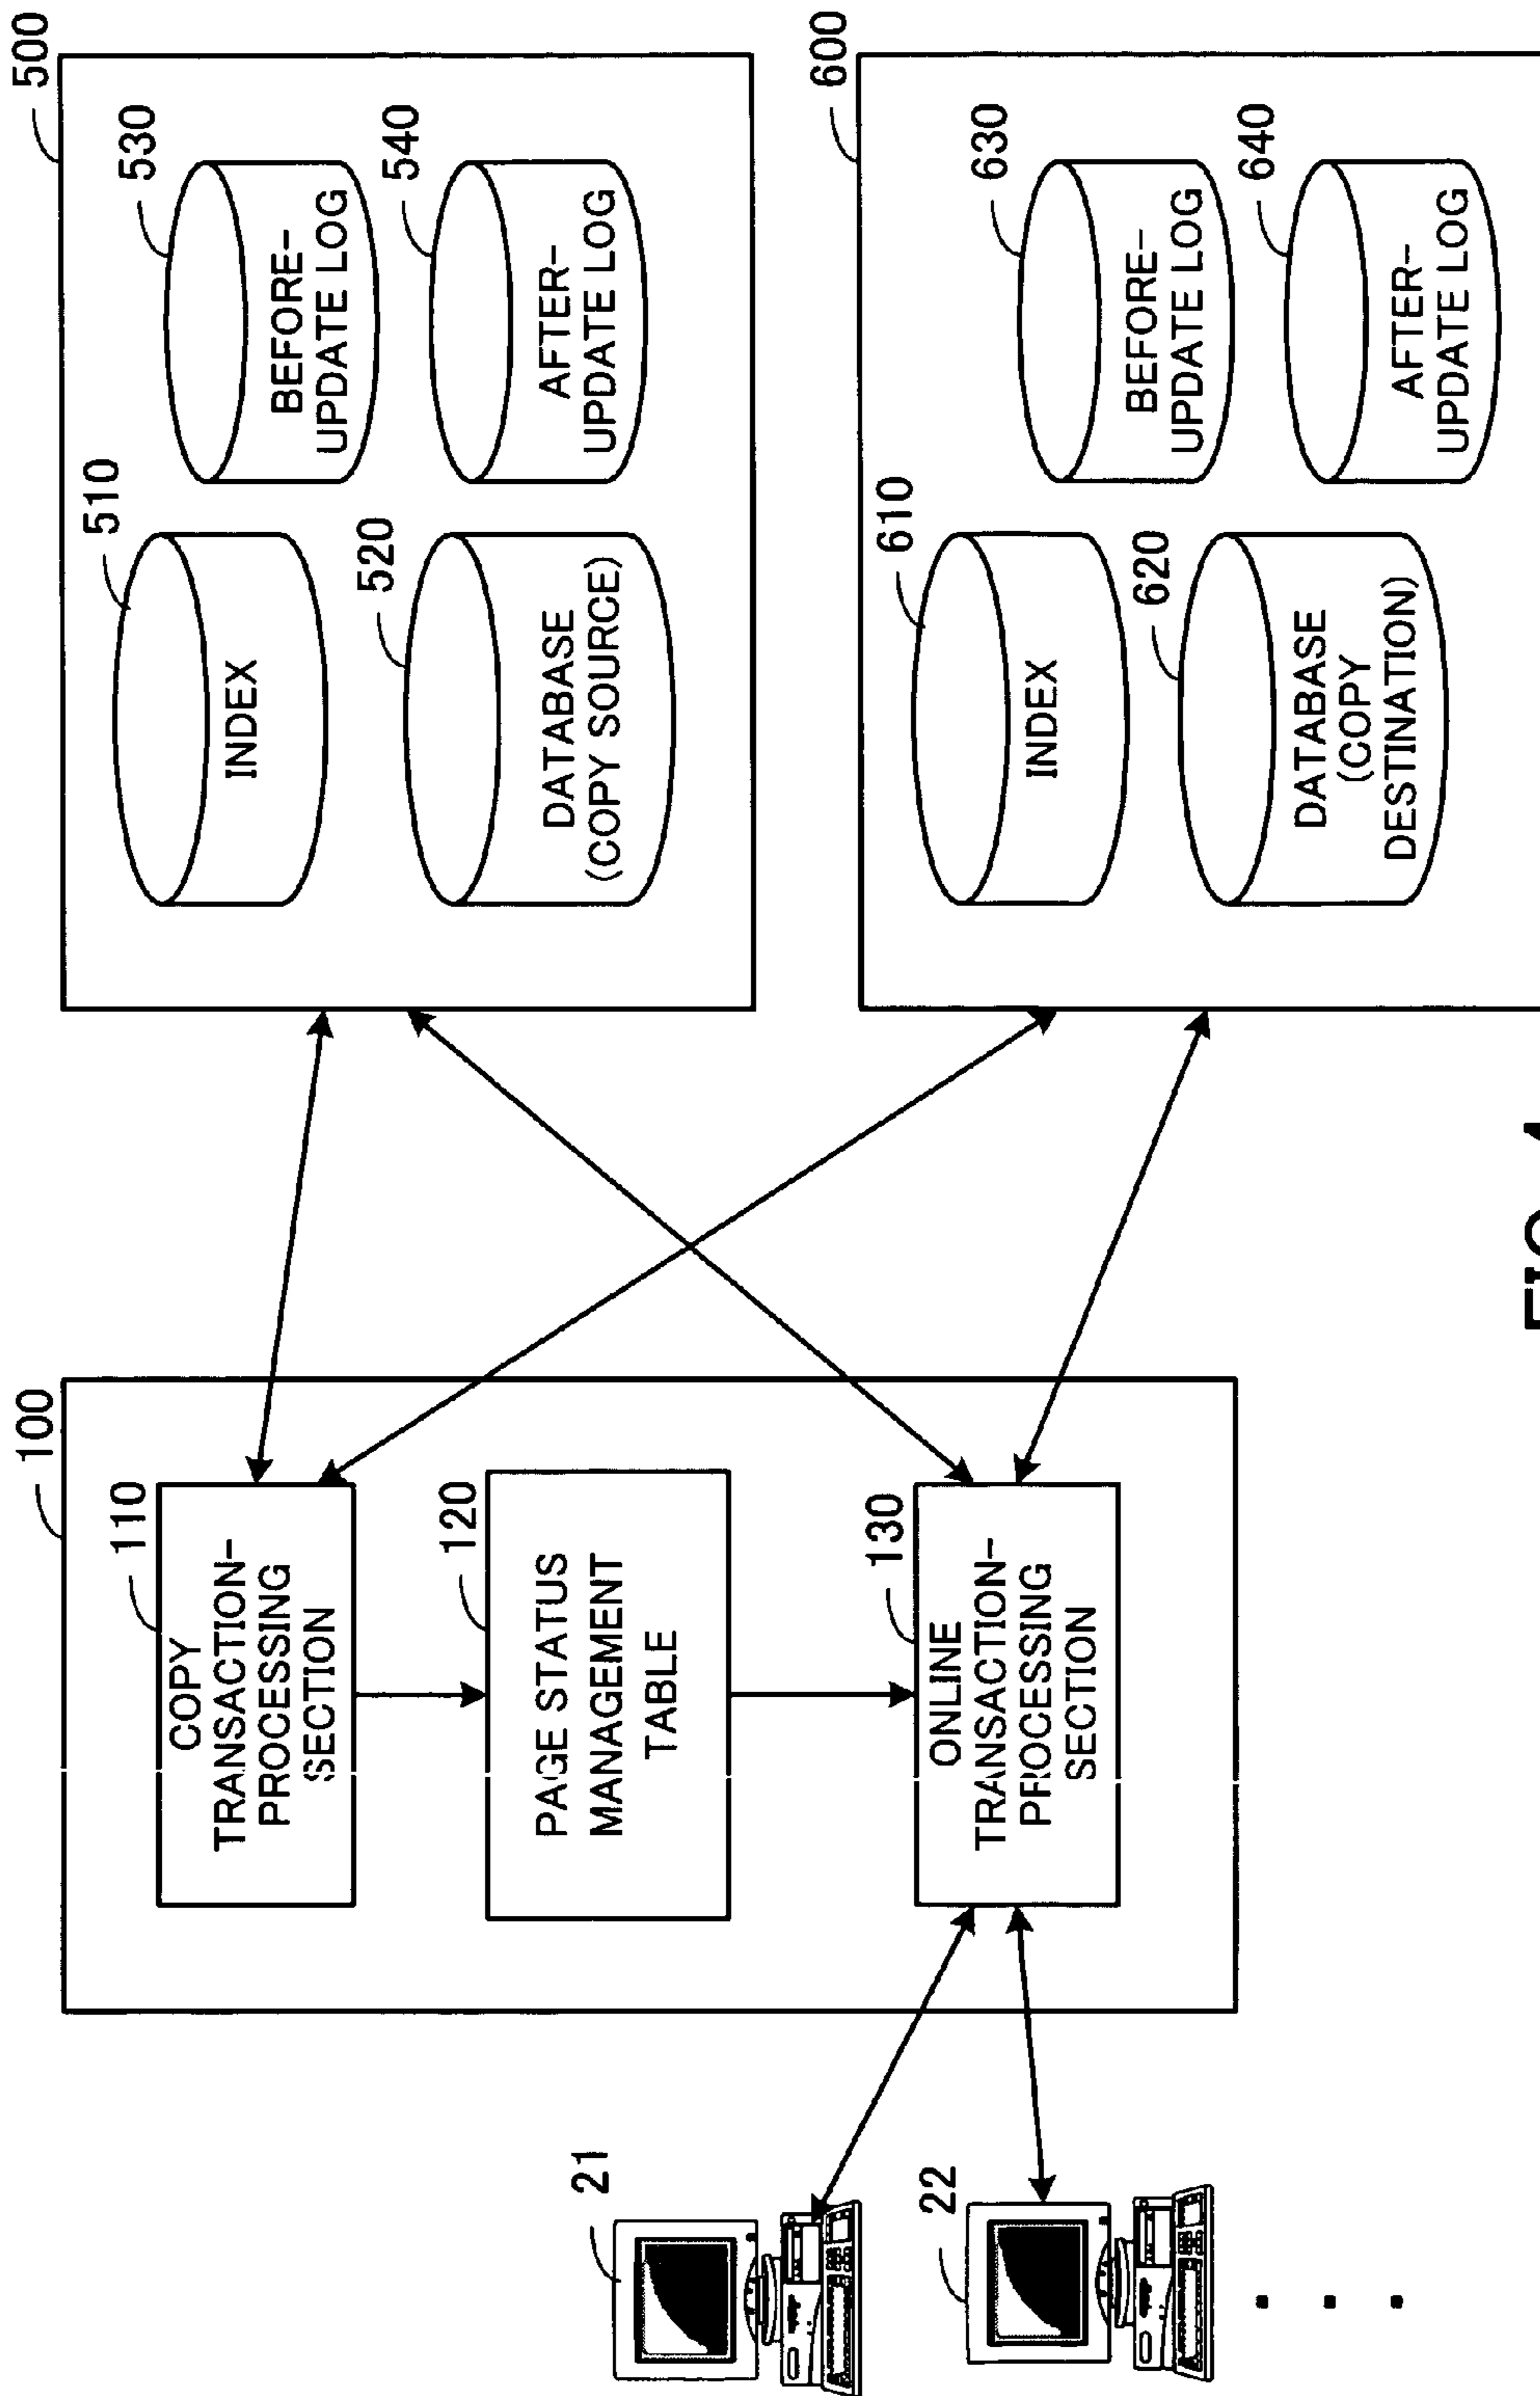 100
110
COPY
TRANSACTION-
PROCESSING
SECTION
120
PAGE STATUS
MANAGEMENT
TABLE
130
ONLINE
TRANSACTION-
PROCESSING
SECTION
21
22
500
510
INDEX
520
DATABASE
(COPY SOURCE)
530
BEFORE-
UPDATE LOG
540
AFTER-
UPDATE LOG
600
610
INDEX
620
DATABASE
(COPY
DESTINATION)
630
BEFORE-
UPDATE LOG
640
AFTER-
UPDATE LOG
FIG. 4